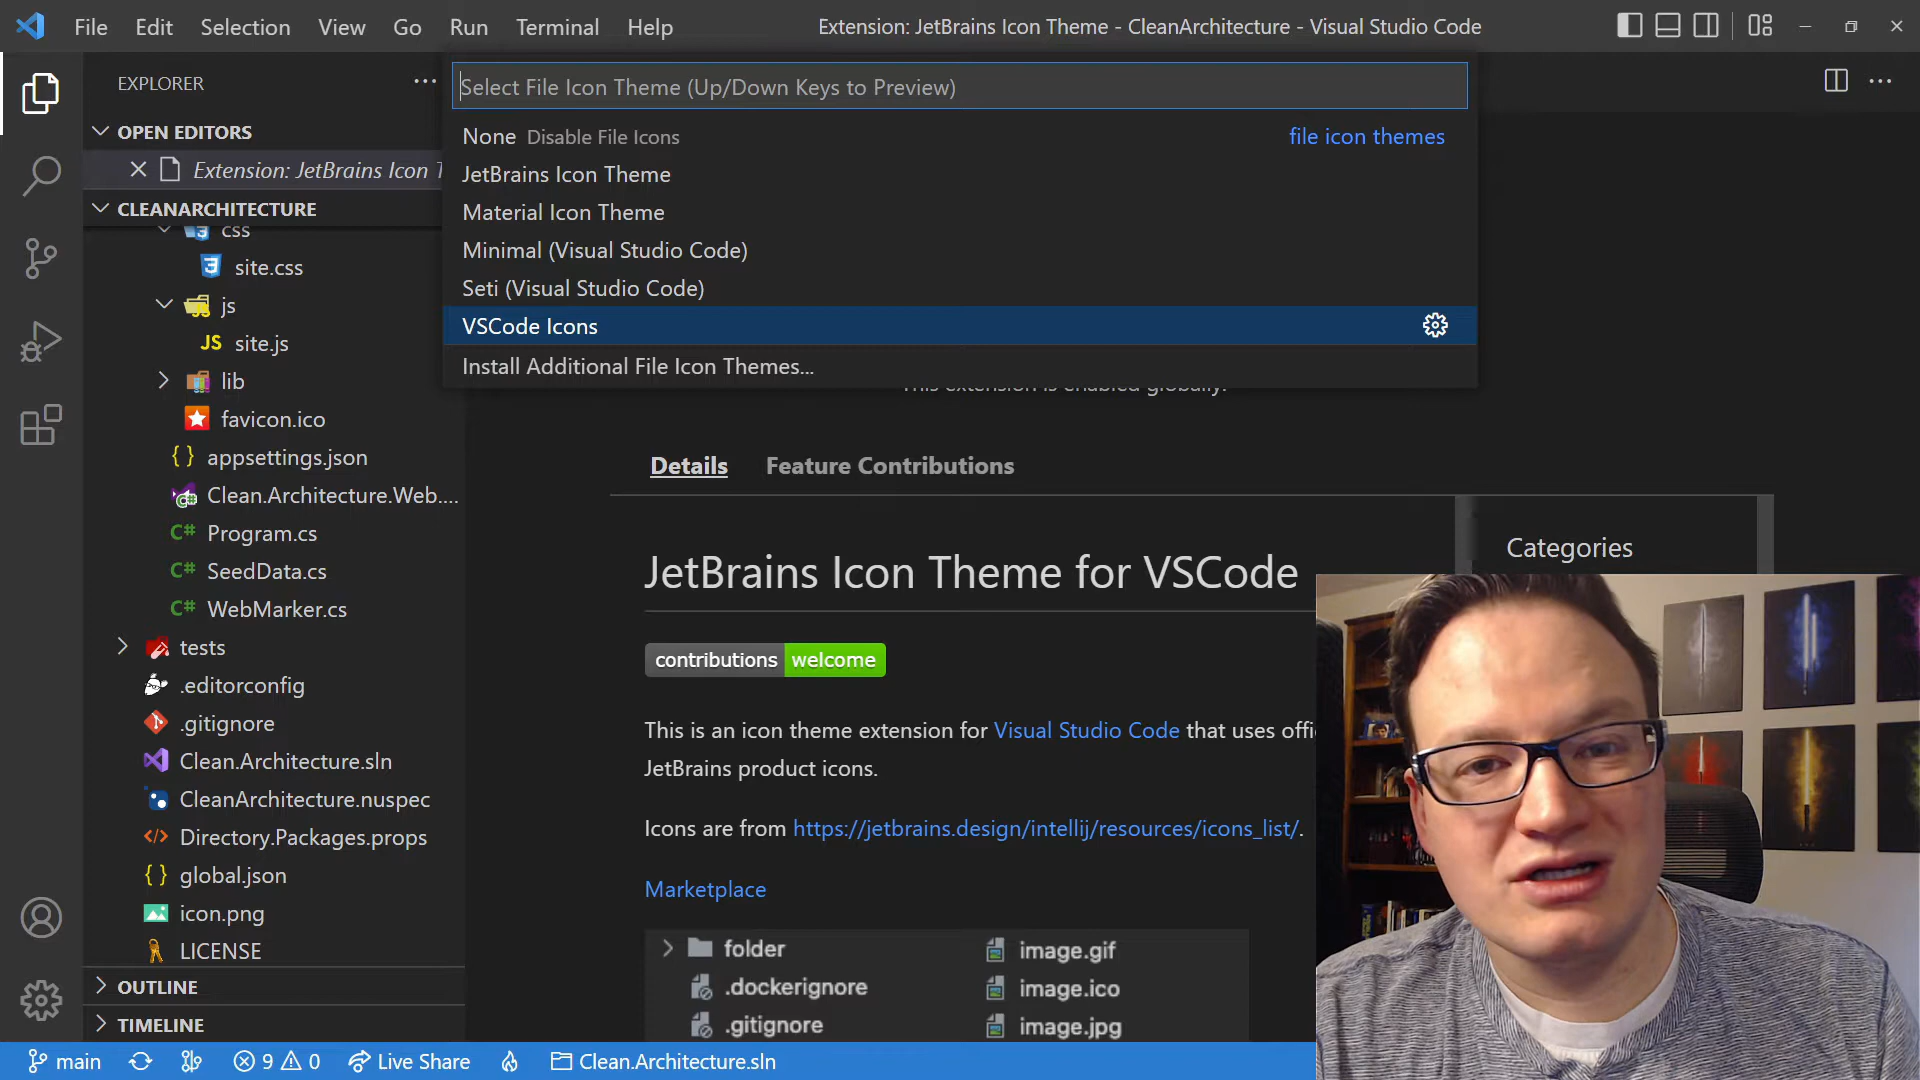 File Edit Selection View Go Run Terminal Help
Extension: JetBrains Icon Theme - CleanArchitecture - Visual Studio Code
EXPLORER
OPEN EDITORS
Extension: JetBrains Icon T
CLEANARCHITECTURE
css
site.css
js
JS site.js
lib
favicon.ico
{ } appsettings.json
Clean.Architecture.Web....
C# Program.cs
C# SeedData.cs
C# WebMarker.cs
tests
.editorconfig
.gitignore
Clean.Architecture.sln
CleanArchitecture.nuspec
Directory.Packages.props
{ } global.json
icon.png
LICENSE
OUTLINE
TIMELINE
Select File Icon Theme (Up/Down Keys to Preview)
None Disable File Icons file icon themes
JetBrains Icon Theme
Material Icon Theme
Minimal (Visual Studio Code)
Seti (Visual Studio Code)
VSCode Icons
Install Additional File Icon Themes...
This extension is enabled globally.
Details Feature Contributions
JetBrains Icon Theme for VSCode
Categories
contributions welcome
This is an icon theme extension for Visual Studio Code that uses offi
JetBrains product icons.
Icons are from https://jetbrains.design/intellij/resources/icons_list/.
Marketplace
folder image.gif
.dockerignore image.ico
.gitignore image.jpg
main 9 0 Live Share Clean.Architecture.sln